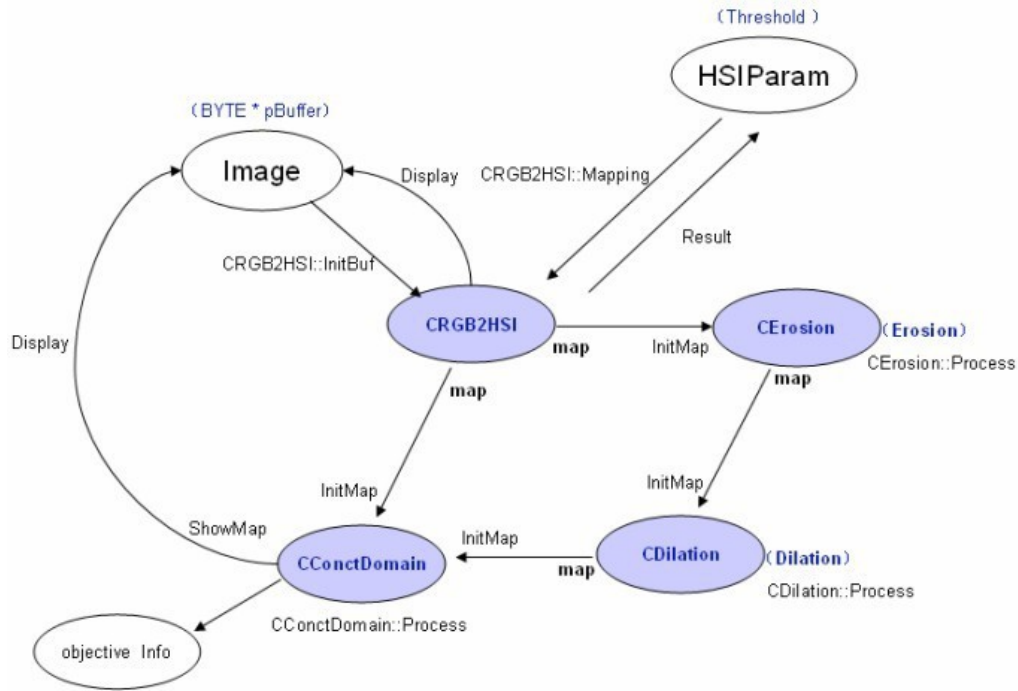 (Threshold )
HSIParam
(BYTE * pBuffer)
Image
Display
CRGB2HSI::Mapping
Result
CRGB2HSI::InitBuf
CRGB2HSI
map
InitMap
CErosion
(Erosion)
CErosion::Process
map
map
Display
InitMap
InitMap
ShowMap
InitMap
CConctDomain
CConctDomain::Process
map
CDilation
(Dilation)
CDilation::Process
objective Info